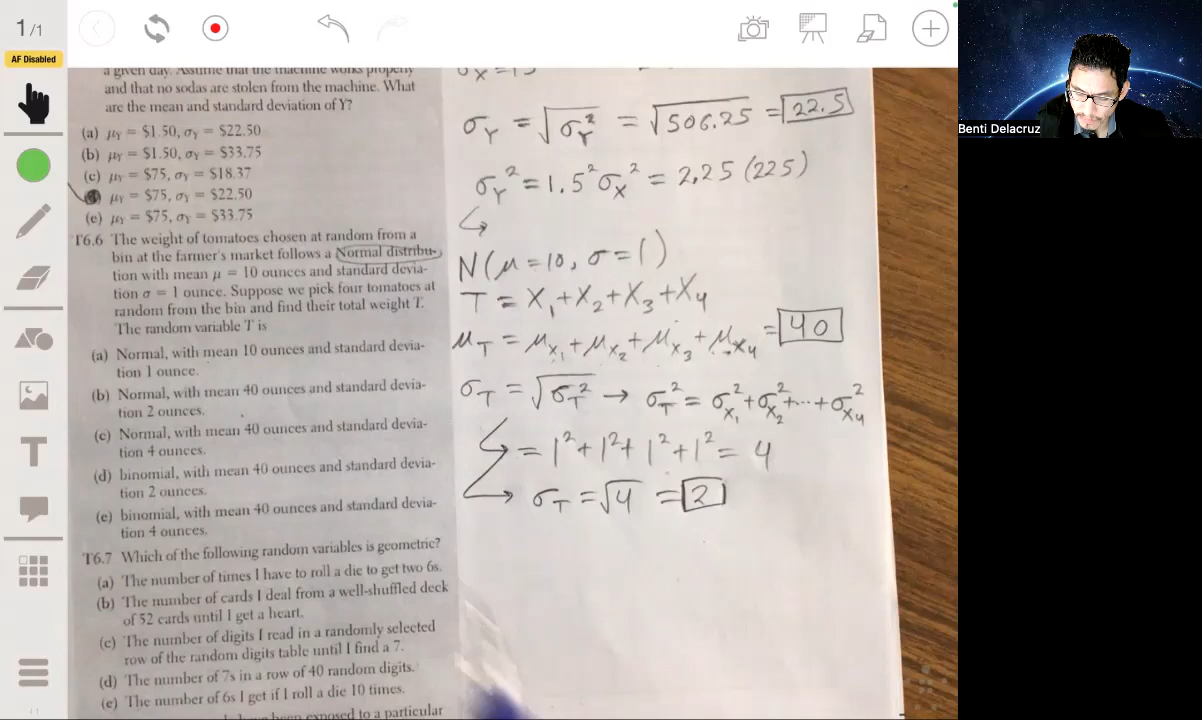 1/1
AF Disabled
a given day. Assume that the machine works properly
and that no sodas are stolen from the machine. What
are the mean and standard deviation of Y?
(a) μY = $1.50, σY = $22.50
(b) μY = $1.50, σY = $33.75
(c) μY = $75, σY = $18.37
μY = $75, σY = $22.50
(e) μY = $75, σY = $33.75
T6.6 The weight of tomatoes chosen at random from a
bin at the farmer's market follows a Normal distribu-
tion with mean μ = 10 ounces and standard devia-
tion σ = 1 ounce. Suppose we pick four tomatoes at
random from the bin and find their total weight T.
The random variable T is
(a) Normal, with mean 10 ounces and standard devia-
tion 1 ounce.
(b) Normal, with mean 40 ounces and standard devia-
tion 2 ounces.
(c) Normal, with mean 40 ounces and standard devia-
tion 4 ounces.
(d) binomial, with mean 40 ounces and standard devia-
tion 2 ounces.
(e) binomial, with mean 40 ounces and standard devia-
tion 4 ounces.
T6.7 Which of the following random variables is geometric?
(a) The number of times I have to roll a die to get two 6s.
(b) The number of cards I deal from a well-shuffled deck
of 52 cards until I get a heart.
(c) The number of digits I read in a randomly selected
row of the random digits table until I find a 7.
(d) The number of 7s in a row of 40 random digits.
(e) The number of 6s I get if I roll a die 10 times.
been exposed to a particular
σX = 15
σY = √σY² = √506.25 = 22.5
σY² = 1.5²σX² = 2.25 (225)
N(μ=10, σ=1)
T = X₁+X₂+X₃+X₄
μT = μX₁+μX₂+μX₃+μX₄ = 40
σT = √σT² → σT² = σX₁²+σX₂²+···+σX₄²
= 1²+1²+1²+1² = 4
σT = √4 = 2
Benti Delacruz